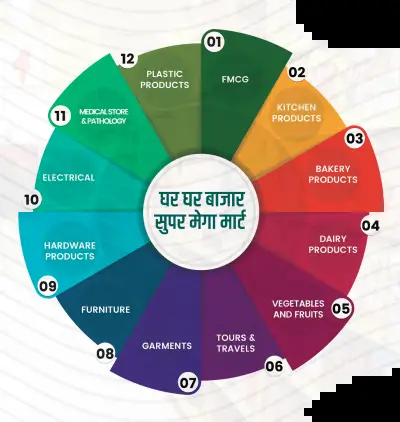 01
FMCG
02
KITCHEN
PRODUCTS
03
BAKERY
PRODUCTS
04
DAIRY
PRODUCTS
05
VEGETABLES
AND FRUITS
06
TOURS &
TRAVELS
07
GARMENTS
08
FURNITURE
09
HARDWARE
PRODUCTS
10
ELECTRICAL
11
MEDICAL STORE
& PATHOLOGY
12
PLASTIC
PRODUCTS
घर घर बाजार
सुपर मेगा मार्ट